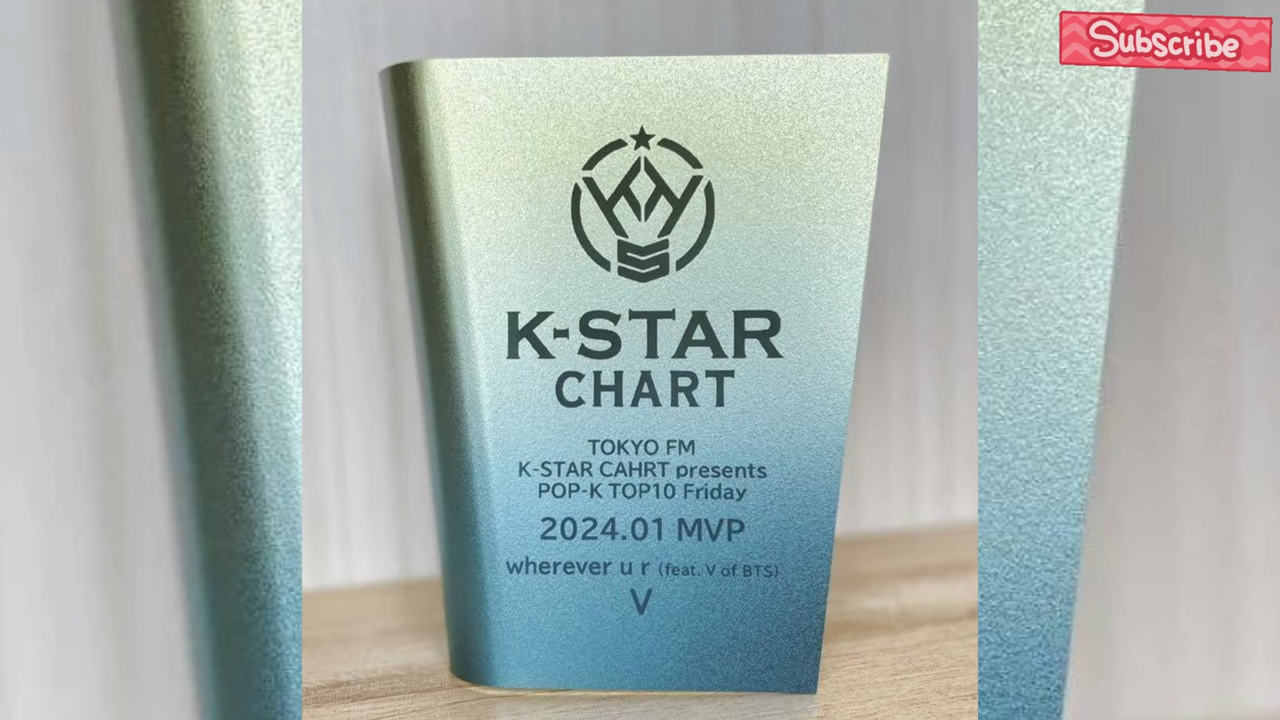 Subscribe
K-STAR
CHART
TOKYO FM
K-STAR CAHRT presents
POP-K TOP10 Friday
2024.01 MVP
wherever u r (feat. V of BTS)
V